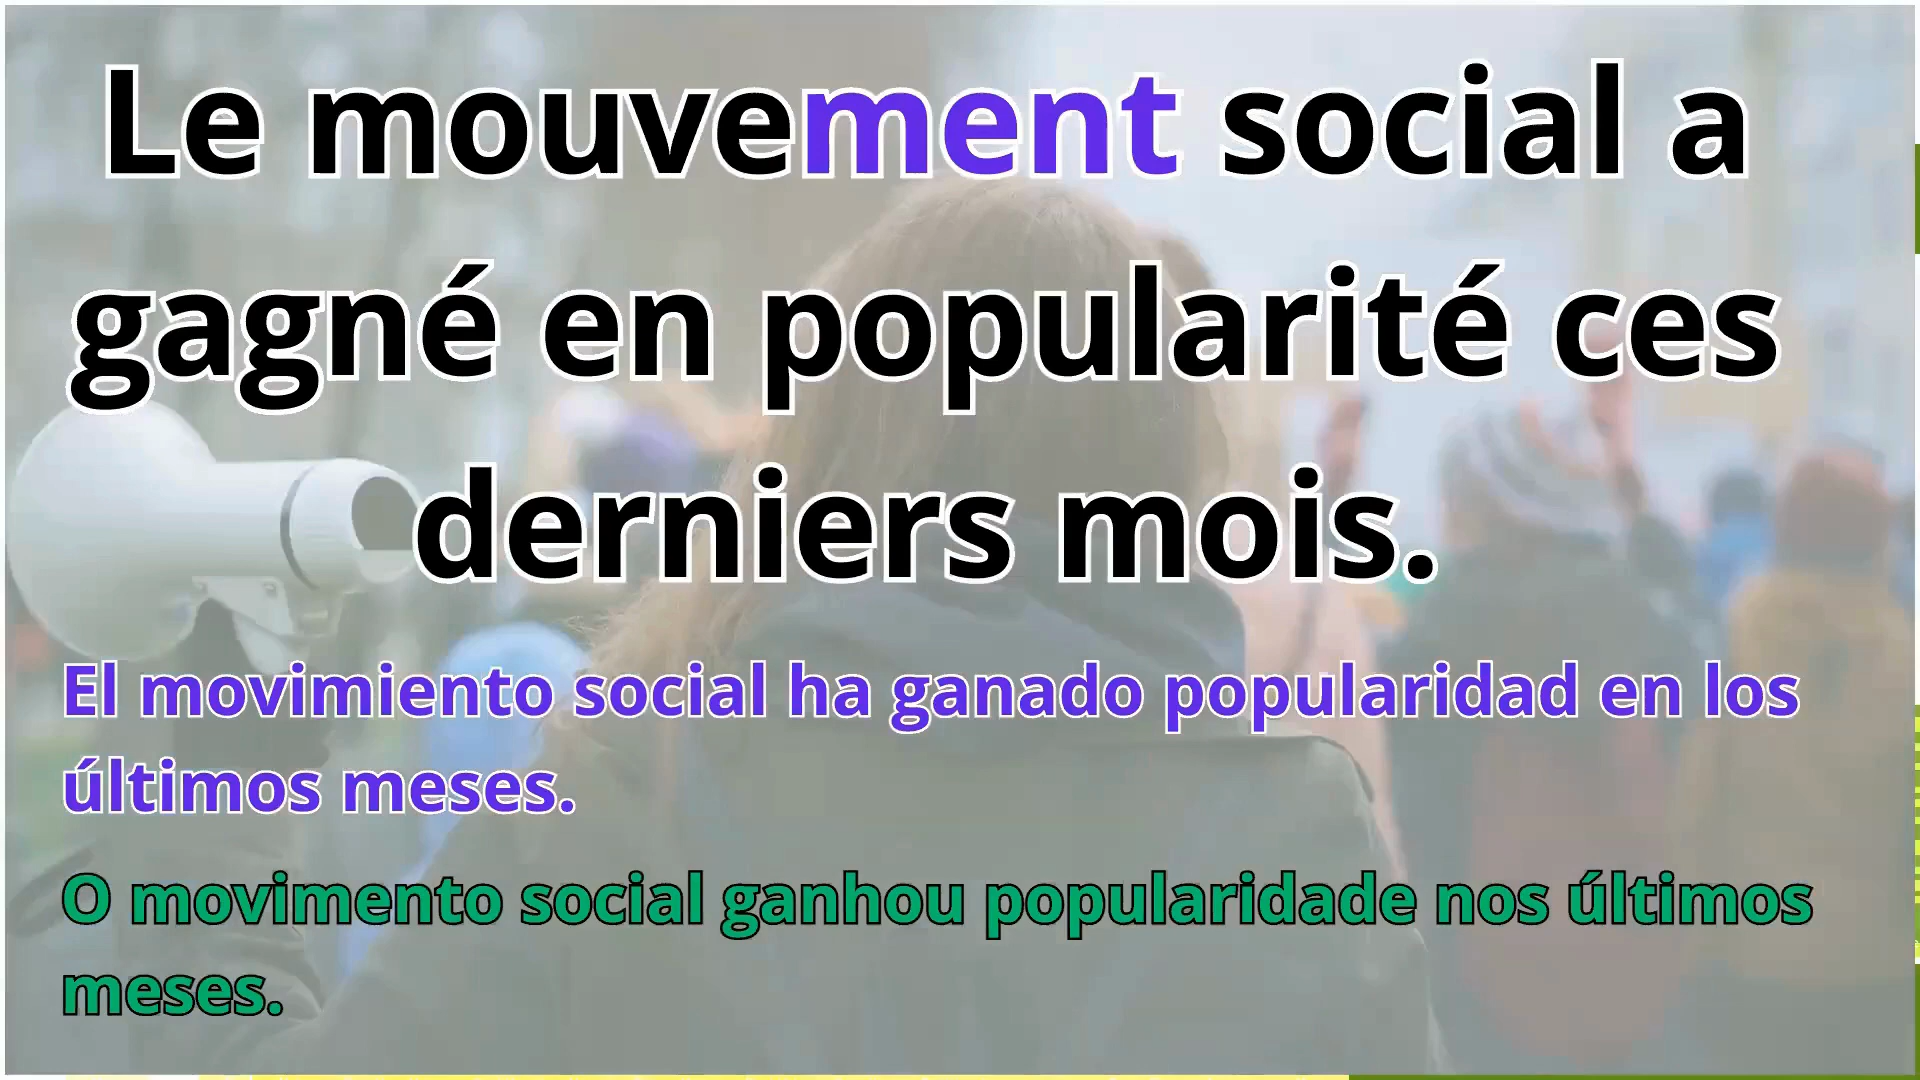 Le mouvement social a
gagné en popularité ces
derniers mois.
El movimiento social ha ganado popularidad en los
últimos meses.
O movimento social ganhou popularidade nos últimos
meses.